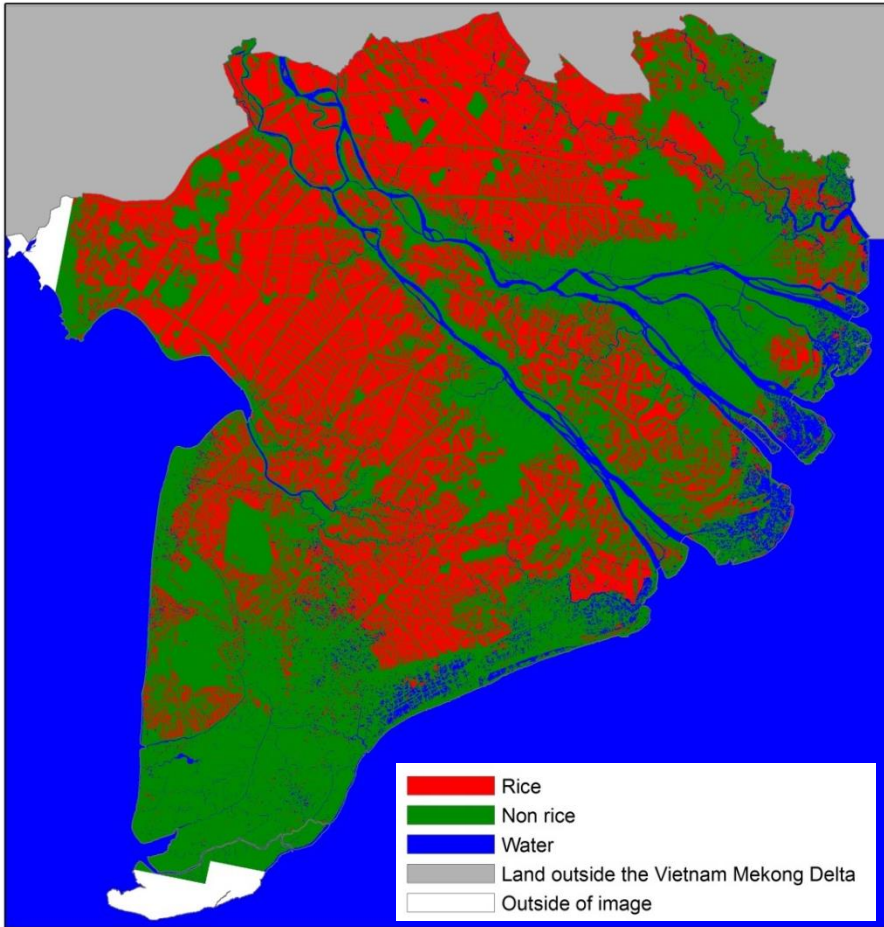 Rice
Non rice
Water
Land outside the Vietnam Mekong Delta
Outside of image